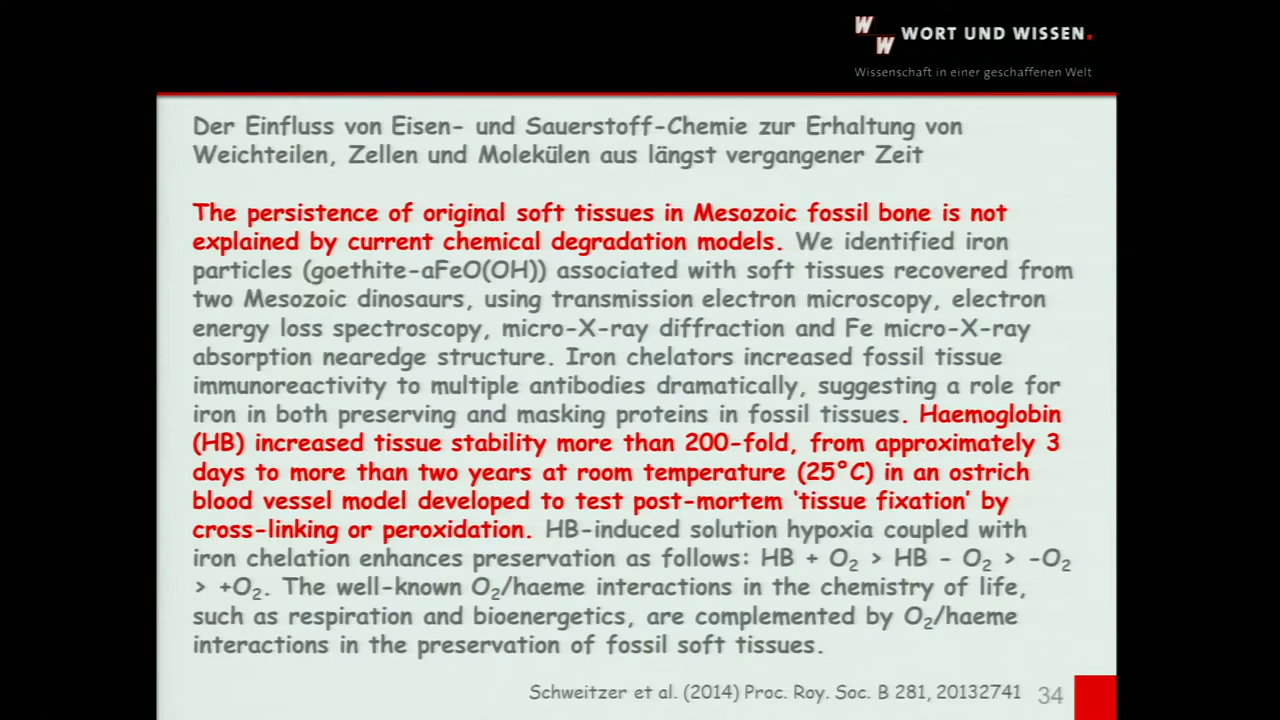 W
W
WORT UND WISSEN.
Wissenschaft in einer geschaffenen Welt
Der Einfluss von Eisen- und Sauerstoff-Chemie zur Erhaltung von
Weichteilen, Zellen und Molekülen aus längst vergangener Zeit
The persistence of original soft tissues in Mesozoic fossil bone is not
explained by current chemical degradation models. We identified iron
particles (goethite-aFeO(OH)) associated with soft tissues recovered from
two Mesozoic dinosaurs, using transmission electron microscopy, electron
energy loss spectroscopy, micro-X-ray diffraction and Fe micro-X-ray
absorption nearedge structure. Iron chelators increased fossil tissue
immunoreactivity to multiple antibodies dramatically, suggesting a role for
iron in both preserving and masking proteins in fossil tissues. Haemoglobin
(HB) increased tissue stability more than 200-fold, from approximately 3
days to more than two years at room temperature (25°C) in an ostrich
blood vessel model developed to test post-mortem ‘tissue fixation’ by
cross-linking or peroxidation. HB-induced solution hypoxia coupled with
iron chelation enhances preservation as follows: HB + O₂ > HB - O₂ > -O₂
> +O₂. The well-known O₂/haeme interactions in the chemistry of life,
such as respiration and bioenergetics, are complemented by O₂/haeme
interactions in the preservation of fossil soft tissues.
Schweitzer et al. (2014) Proc. Roy. Soc. B 281, 20132741
34